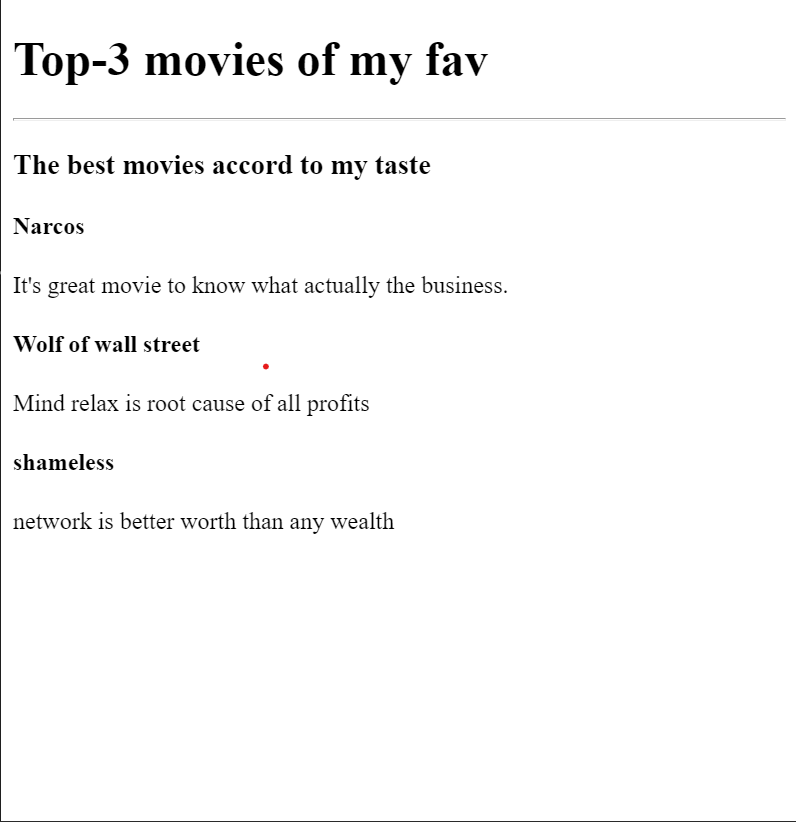 Top-3 movies of my fav
The best movies accord to my taste
Narcos
It's great movie to know what actually the business.
Wolf of wall street
Mind relax is root cause of all profits
shameless
network is better worth than any wealth